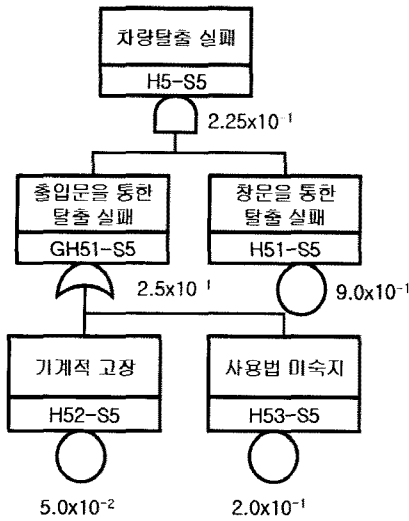 차량탈출 실패
H5-S5
2.25x10⁻¹
출입문을 통한
탈출 실패
GH51-S5
2.5x10⁻¹
창문을 통한
탈출 실패
H51-S5
9.0x10⁻¹
기계적 고장
H52-S5
5.0x10⁻²
사용법 미숙지
H53-S5
2.0x10⁻¹